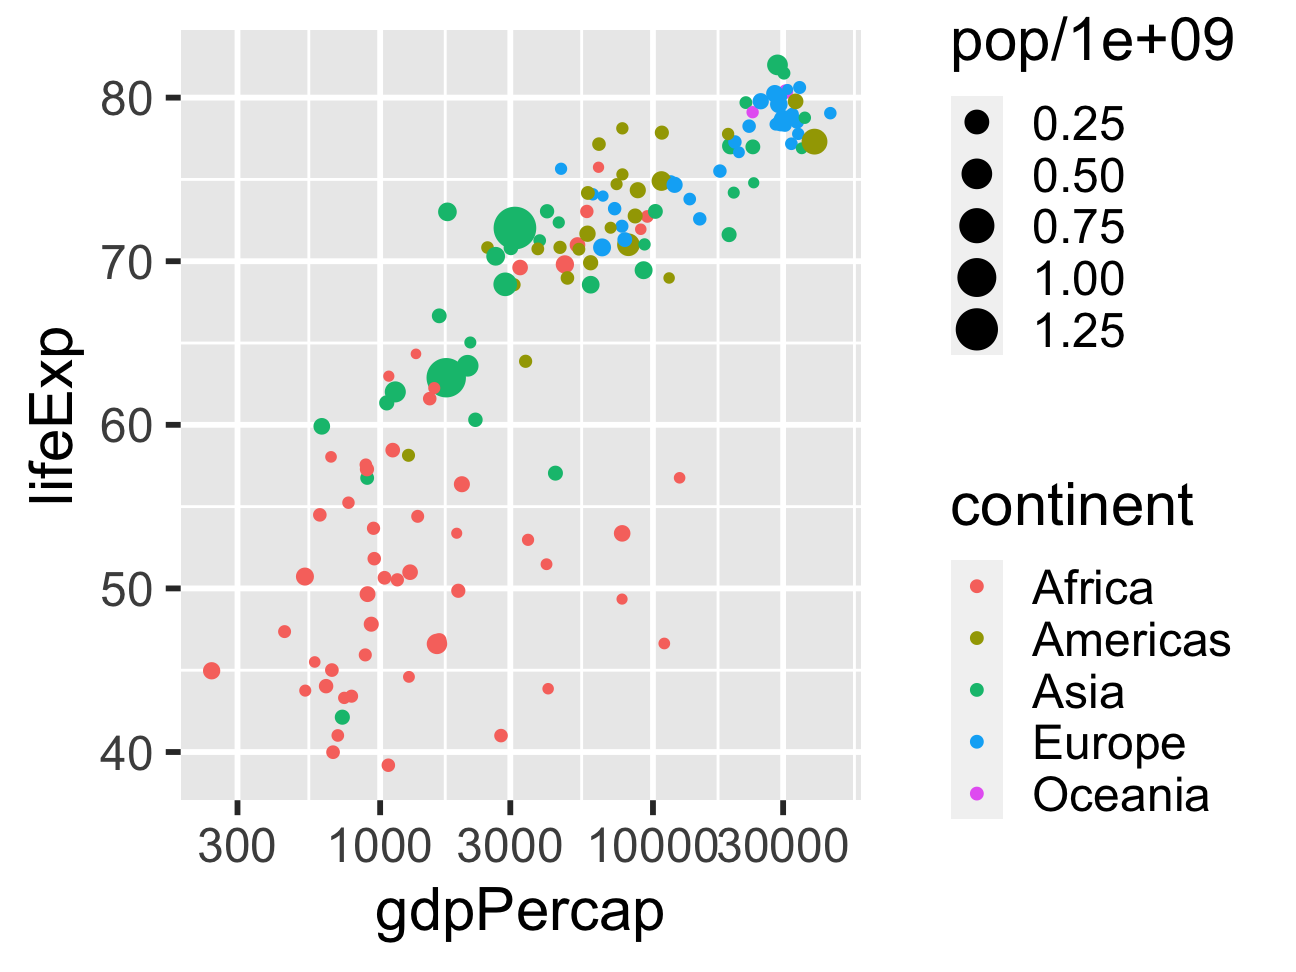 pop/1e+09
0.25
0.50
0.75
1.00
1.25
continent
Africa
Americas
Asia
Europe
Oceania
lifeExp
80
70
60
50
40
300 1000 3000 10000 30000
gdpPercap